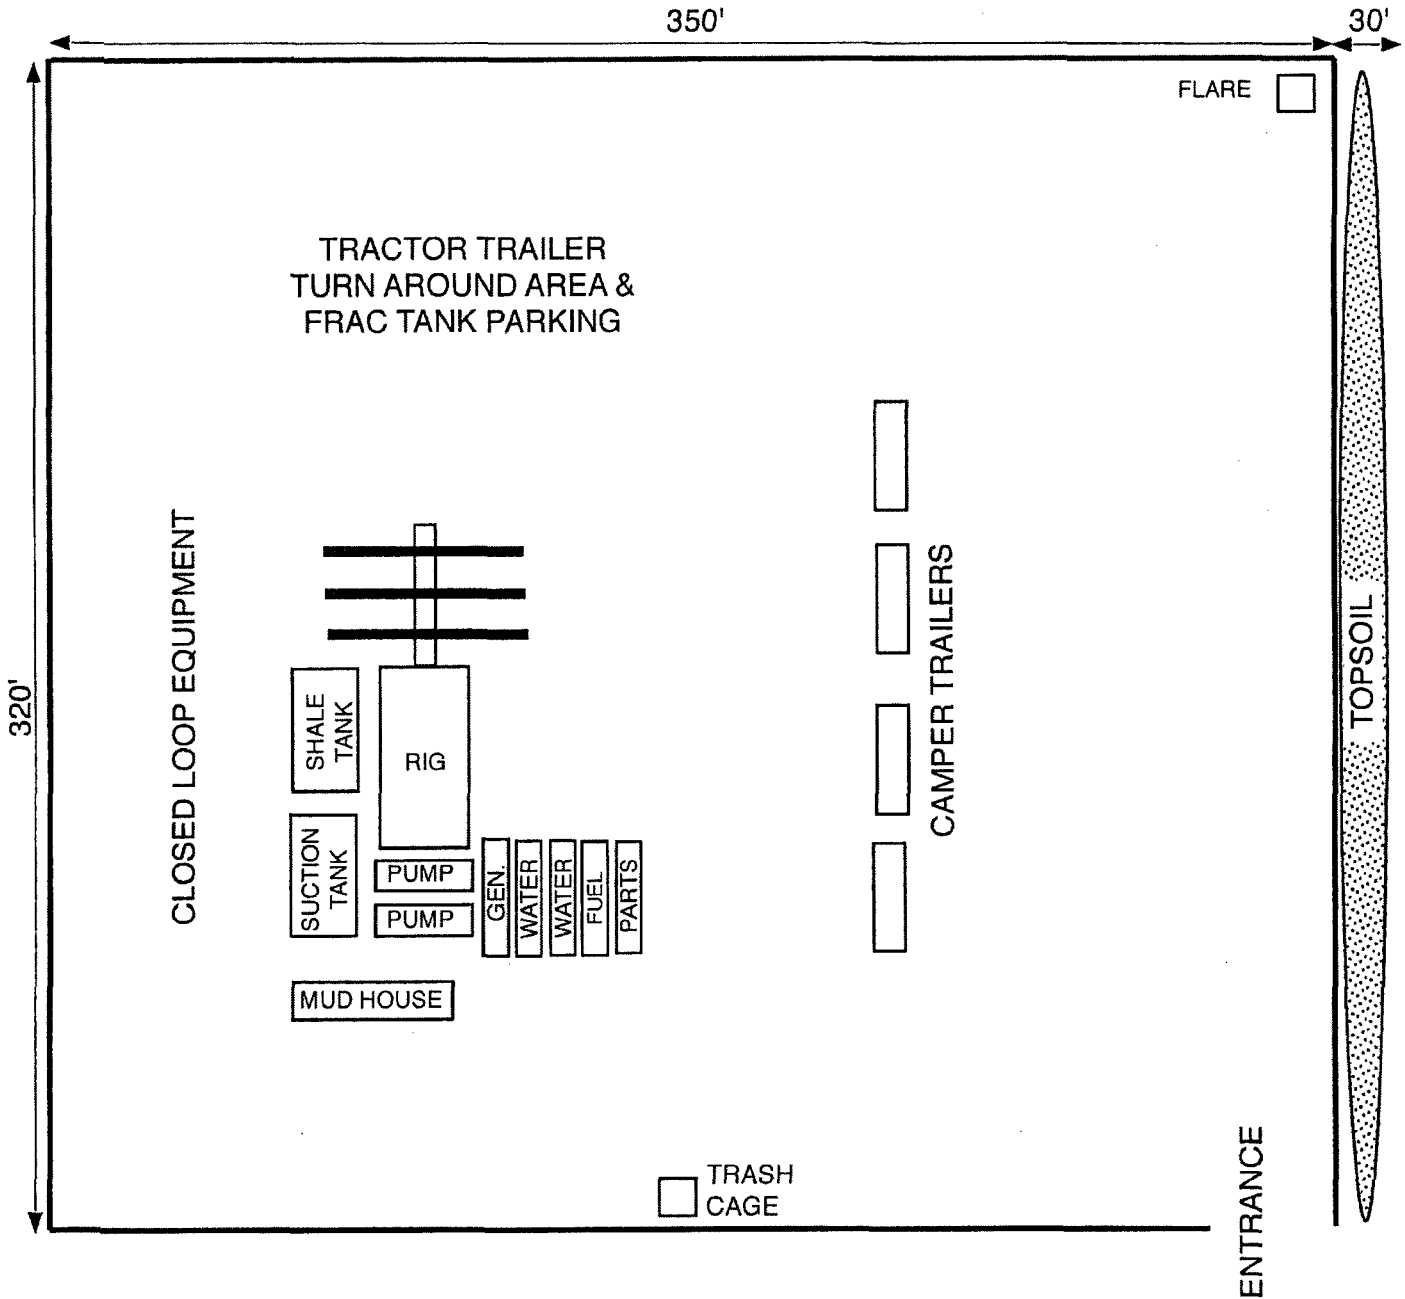 350'
30'
FLARE
TRACTOR TRAILER
TURN AROUND AREA &
FRAC TANK PARKING
320'
CLOSED LOOP EQUIPMENT
SHALE
TANK
RIG
SUCTION
TANK
PUMP
PUMP
GEN.
WATER
WATER
FUEL
PARTS
MUD HOUSE
CAMPER TRAILERS
TOPSOIL
TRASH
CAGE
ENTRANCE